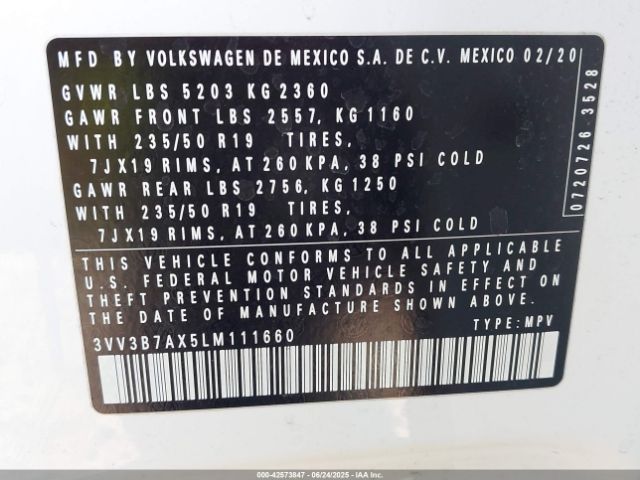 MFD BY VOLKSWAGEN DE MEXICO S.A. DE C.V. MEXICO 02/20
GVWR LBS 5203 KG 2360
GAWR FRONT LBS 2557, KG 1160
WITH 235/50 R19 TIRES,
7JX19 RIMS, AT 260 KPA, 38 PSI COLD
GAWR REAR LBS 2756, KG 1250
WITH 235/50 R19 TIRES,
7JX19 RIMS, AT 260 KPA, 38 PSI COLD
0720726 3528
THIS VEHICLE CONFORMS TO ALL APPLICABLE
U.S. FEDERAL MOTOR VEHICLE SAFETY AND
THEFT PREVENTION STANDARDS IN EFFECT ON
THE DATE OF MANUFACTURE SHOWN ABOVE.
3VV3B7AX5LM111660 TYPE: MPV
000-42573847 - 06/24/2025 - IAAI.COM